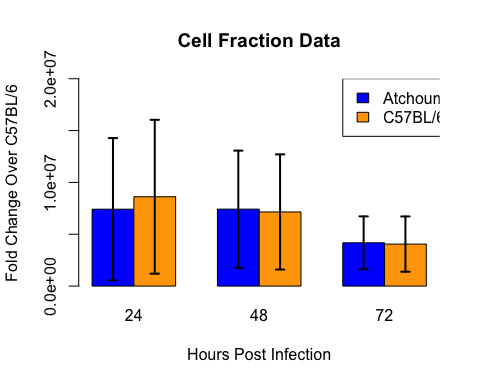 Cell Fraction Data
Fold Change Over C57BL/6
2.0e+07
1.0e+07
0.0e+00
Atchoum
C57BL/6
24
48
72
Hours Post Infection